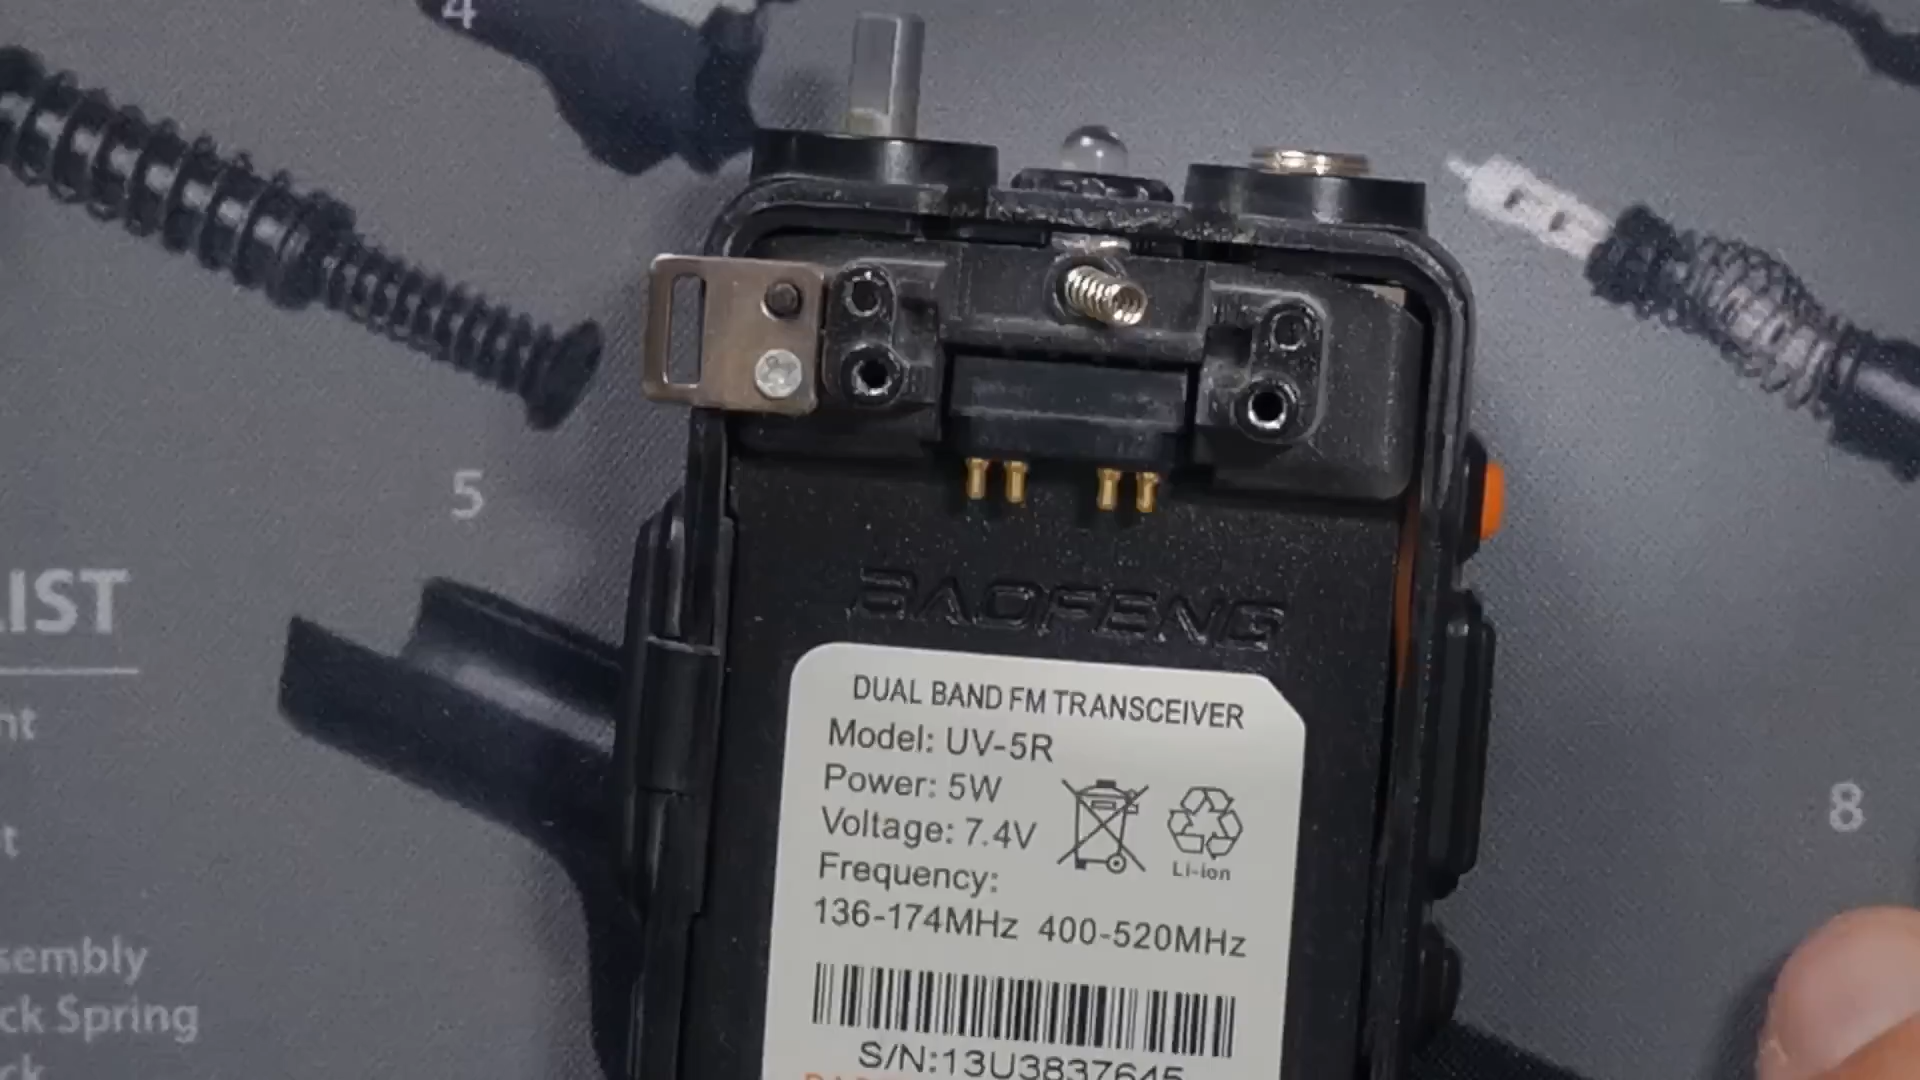 4
5
LIST
nt
t
sembly
ck Spring
ck
8
BAOFENG
DUAL BAND FM TRANSCEIVER
Model: UV-5R
Power: 5W
Voltage: 7.4V
Frequency:
136-174MHz 400-520MHz
Li-ion
S/N:13U3837645